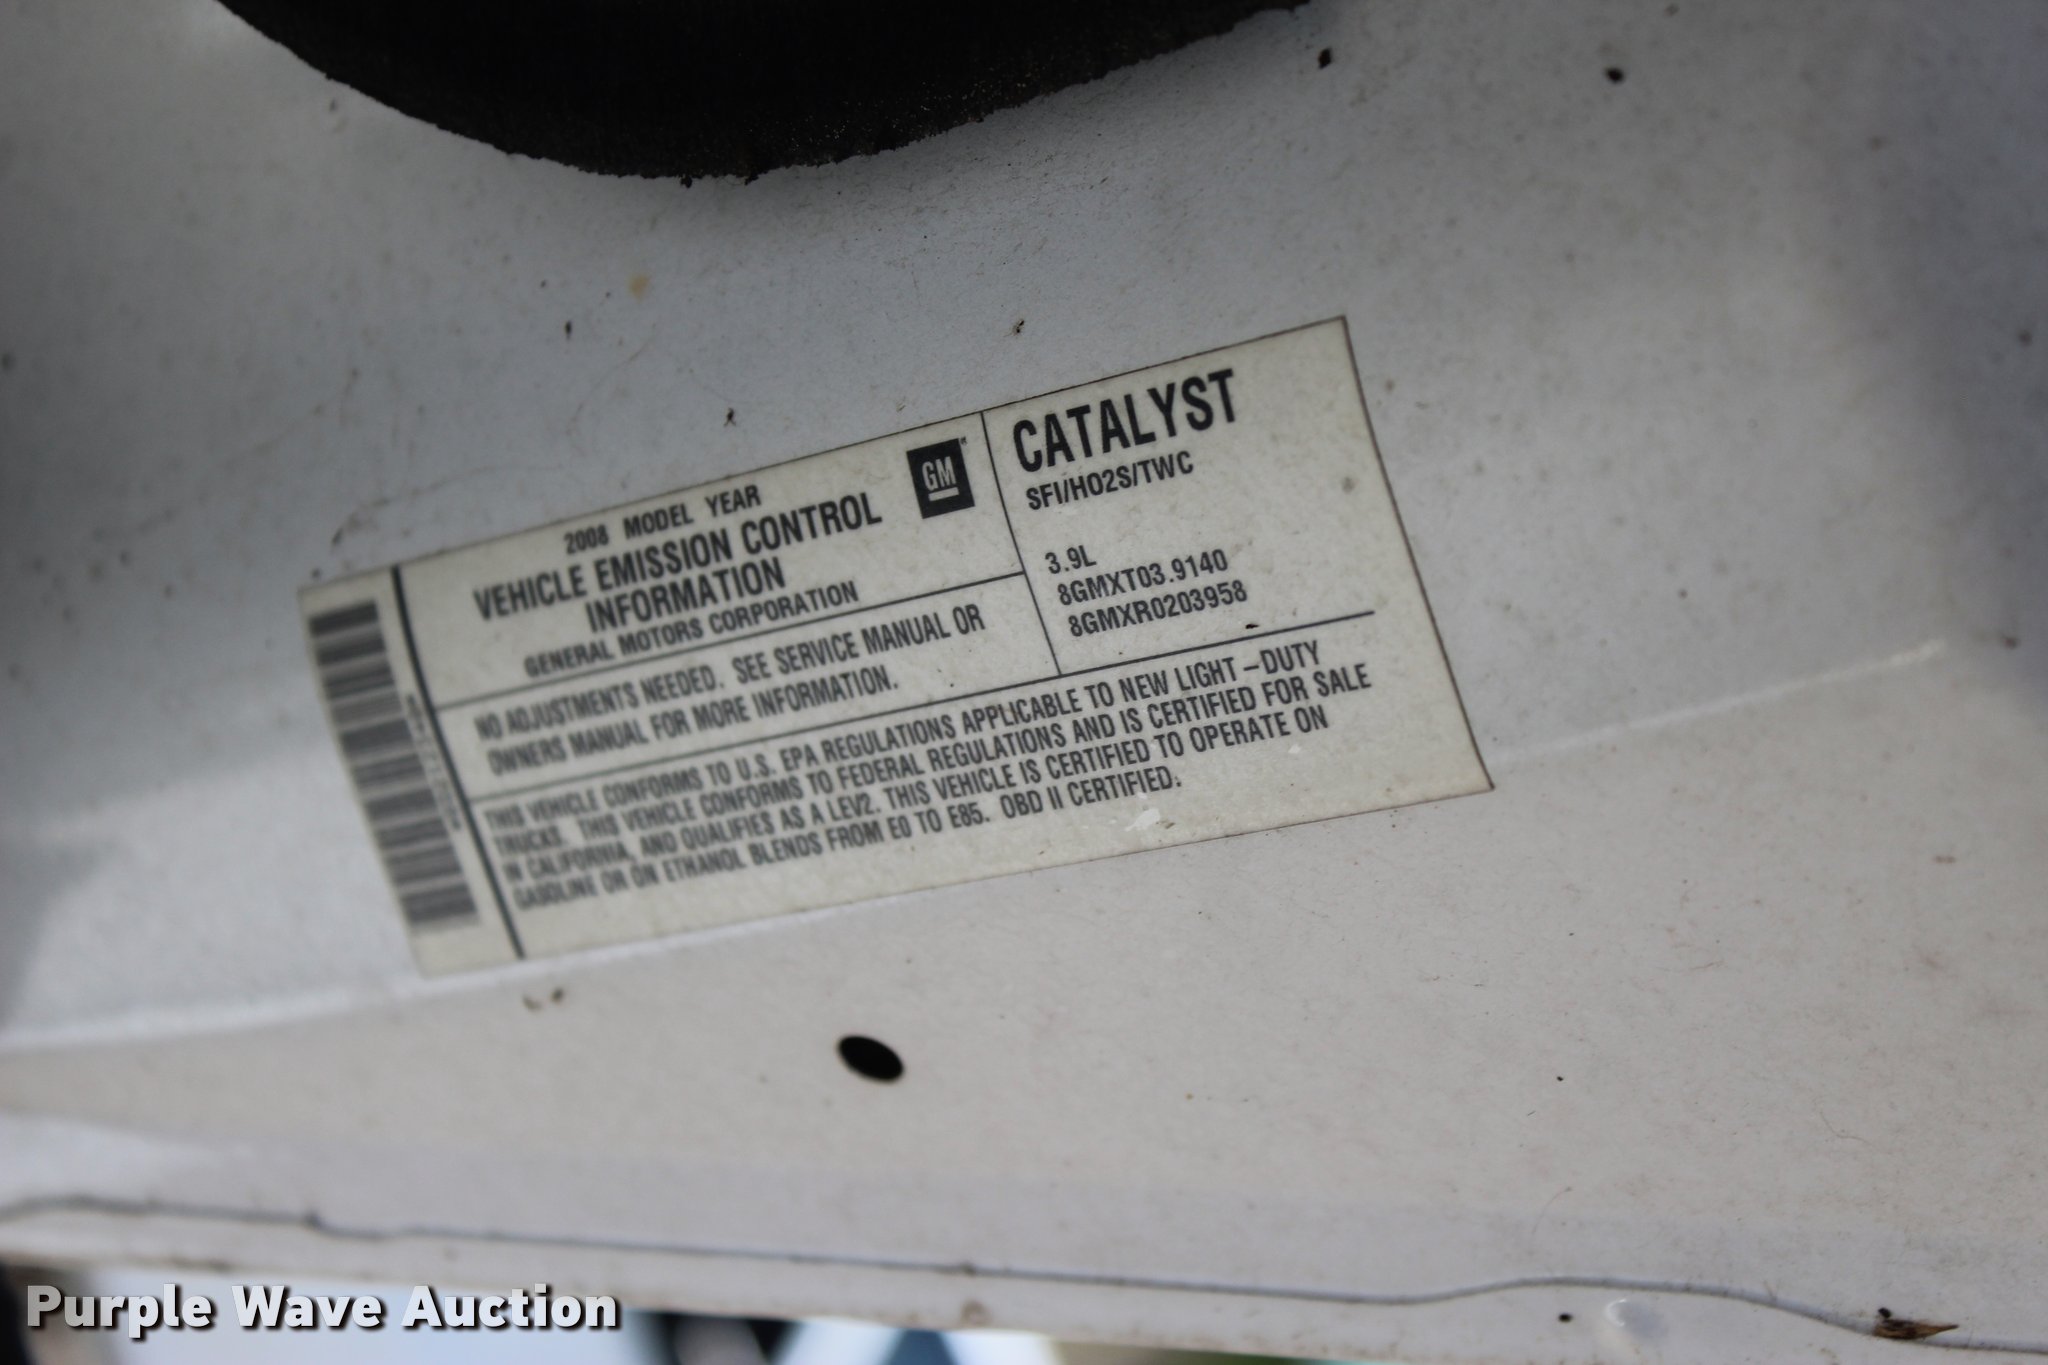 2008 MODEL YEAR
VEHICLE EMISSION CONTROL
INFORMATION
GENERAL MOTORS CORPORATION
GM
CATALYST
SFI/HO2S/TWC
3.9L
8GMXT03.9140
8GMXR0203958
NO ADJUSTMENTS NEEDED. SEE SERVICE MANUAL OR
OWNERS MANUAL FOR MORE INFORMATION.
THIS VEHICLE CONFORMS TO U.S. EPA REGULATIONS APPLICABLE TO NEW LIGHT-DUTY
TRUCKS. THIS VEHICLE CONFORMS TO FEDERAL REGULATIONS AND IS CERTIFIED FOR SALE
IN CALIFORNIA, AND QUALIFIES AS A LEV2. THIS VEHICLE IS CERTIFIED TO OPERATE ON
GASOLINE OR ON ETHANOL BLENDS FROM E0 TO E85. OBD II CERTIFIED.
Purple Wave Auction